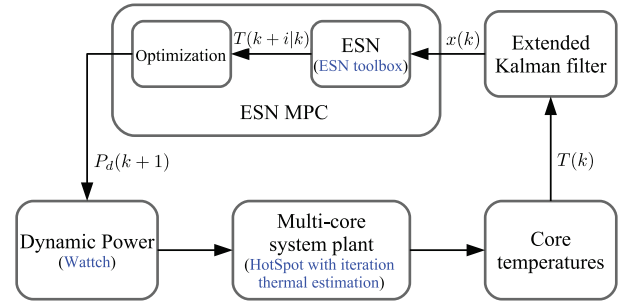 Optimization
T(k + i|k)
ESN
(ESN toolbox)
x(k)
Extended
Kalman filter
ESN MPC
P_d(k + 1)
T(k)
Dynamic Power
(Wattch)
Multi-core
system plant
(HotSpot with iteration
thermal estimation)
Core
temperatures